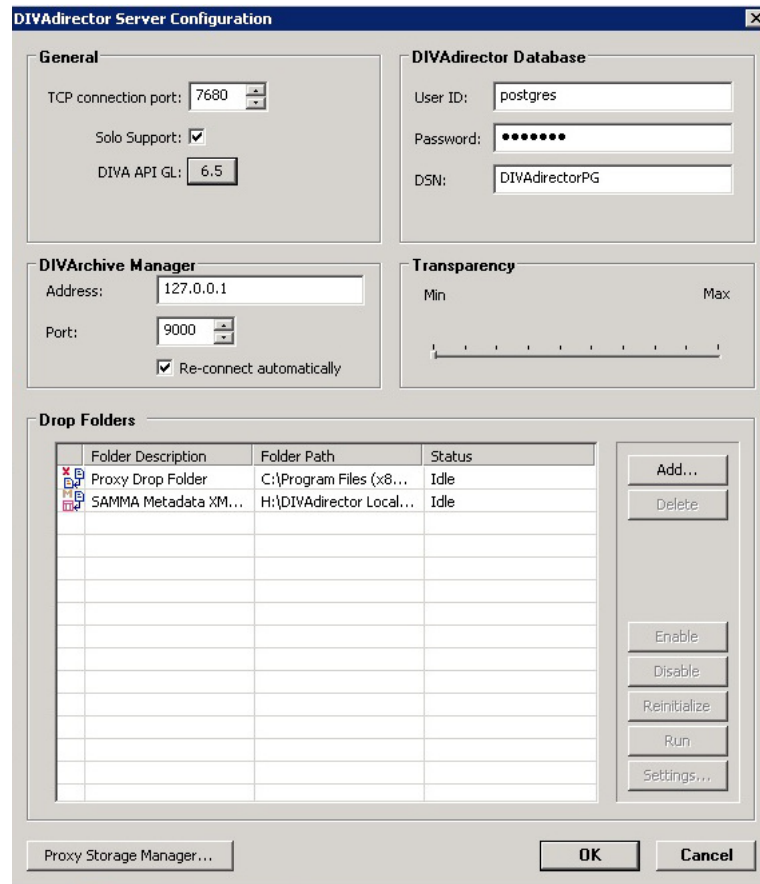 DIVAdirector Server Configuration
General
TCP connection port: 7680
Solo Support:
DIVA API GL: 6.5
DIVAdirector Database
User ID: postgres
Password: •••••••
DSN: DIVAdirectorPG
DIVArchive Manager
Address: 127.0.0.1
Port: 9000
Re-connect automatically
Transparency
Min Max
Drop Folders
Folder Description Folder Path Status
Proxy Drop Folder C:\Program Files (x8... Idle
SAMMA Metadata XM... H:\DIVAdirector Local... Idle
Add...
Delete
Enable
Disable
Reinitialize
Run
Settings...
Proxy Storage Manager... OK Cancel